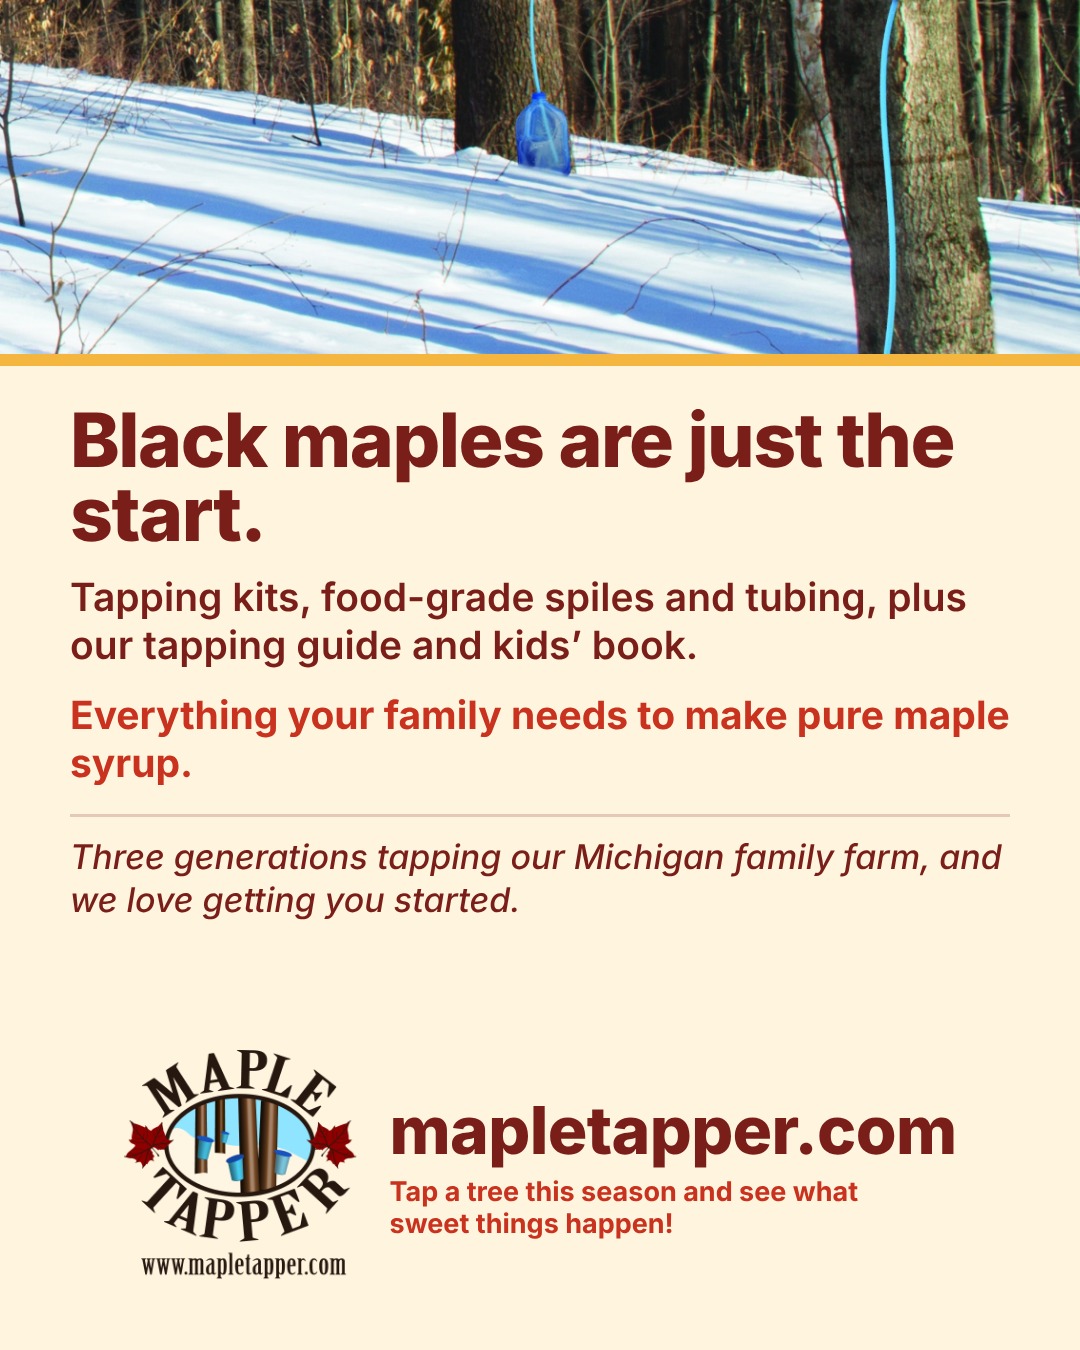 Black maples are just the
start.
Tapping kits, food-grade spiles and tubing, plus
our tapping guide and kids’ book.
Everything your family needs to make pure maple
syrup.
Three generations tapping our Michigan family farm, and
we love getting you started.
MAPLE
TAPPER
www.mapletapper.com
mapletapper.com
Tap a tree this season and see what
sweet things happen!